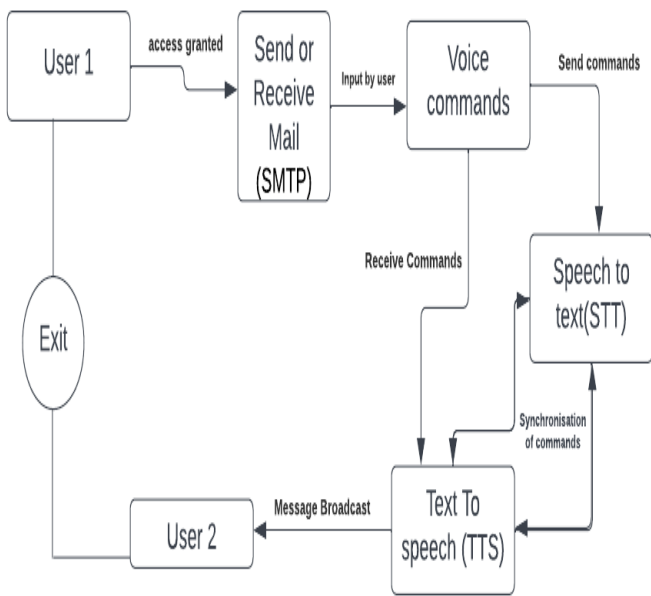 User 1
access granted
Send or
Receive
Mail
(SMTP)
Input by user
Voice
commands
Send commands
Receive Commands
Speech to
text(STT)
Exit
Synchronisation
of commands
Text To
speech (TTS)
Message Broadcast
User 2